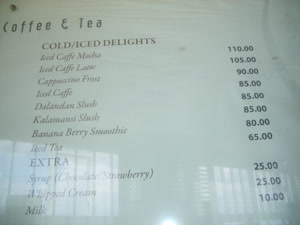 Coffee & Tea
COLD/ICED DELIGHTS
Iced Caffe Mocha 110.00
Iced Caffe Latte 105.00
Cappuccino Frost 90.00
Iced Caffe 85.00
Dalandan Slush 85.00
Kalamansi Slush 85.00
Banana Berry Smoothie 80.00
Iced Tea 65.00
EXTRA
Syrup (Chocolate/Strawberry) 25.00
Whipped Cream 25.00
Milk 10.00